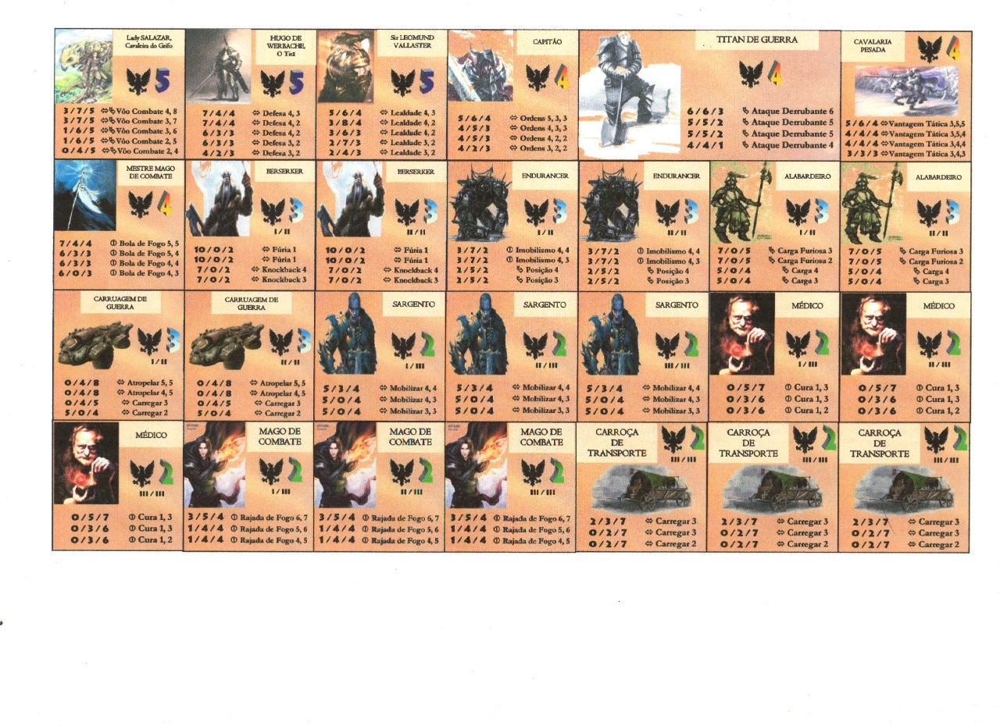 Lady SALAZAR,
Cavaleira do Grifo
5
3/7/5 Vôo Combate 4, 8
3/7/5 Vôo Combate 3, 7
1/6/5 Vôo Combate 3, 6
1/6/5 Vôo Combate 2, 5
0/4/5 Vôo Combate 2, 4
HUGO DE
WERBACHE,
O Titã
5
7/4/4 Defesa 4, 3
7/4/4 Defesa 4, 2
6/3/3 Defesa 4, 2
6/3/3 Defesa 3, 2
4/2/3 Defesa 3, 2
Sir LEOMUND
VALLASTER
5
5/6/4 Lealdade 4, 3
3/8/4 Lealdade 4, 2
3/6/3 Lealdade 4, 2
2/7/3 Lealdade 3, 2
2/4/3 Lealdade 3, 2
CAPITÃO
4
5/6/4 Ordens 5, 3, 3
4/5/3 Ordens 4, 3, 3
4/5/3 Ordens 4, 2, 2
4/2/3 Ordens 3, 2, 2
TITAN DE GUERRA
4
6/6/3 Ataque Derrubante 6
5/5/2 Ataque Derrubante 5
5/5/2 Ataque Derrubante 5
4/4/1 Ataque Derrubante 4
CAVALARIA
PESADA
4
5/6/4 Vantagem Tática 3,5,5
4/4/4 Vantagem Tática 3,5,4
4/4/4 Vantagem Tática 3,4,4
3/3/3 Vantagem Tática 3,4,3
MESTRE MAGO
DE COMBATE
4
7/4/4 Bola de Fogo 5, 5
6/3/3 Bola de Fogo 5, 4
6/3/3 Bola de Fogo 4, 4
6/0/3 Bola de Fogo 4, 3
BERSERKER
3
I / II
10/0/2 Fúria 1
10/0/2 Fúria 1
7/0/2 Knockback 4
7/0/2 Knockback 3
BERSERKER
3
II / II
10/0/2 Fúria 1
10/0/2 Fúria 1
7/0/2 Knockback 4
7/0/2 Knockback 3
ENDURANCER
3
I / II
3/7/2 Imobilismo 4, 4
3/7/2 Imobilismo 4, 3
2/5/2 Posição 4
2/5/2 Posição 3
ENDURANCER
3
II / II
3/7/2 Imobilismo 4, 4
3/7/2 Imobilismo 4, 3
2/5/2 Posição 4
2/5/2 Posição 3
ALABARDEIRO
3
I / II
7/0/5 Carga Furiosa 3
7/0/5 Carga Furiosa 2
5/0/4 Carga 4
5/0/4 Carga 3
ALABARDEIRO
3
II / II
7/0/5 Carga Furiosa 3
7/0/5 Carga Furiosa 2
5/0/4 Carga 4
5/0/4 Carga 3
CARRUAGEM DE
GUERRA
3
I / II
0/4/8 Atropelar 5, 5
0/4/8 Atropelar 4, 5
0/4/5 Carregar 3
5/0/4 Carregar 2
CARRUAGEM DE
GUERRA
3
II / II
0/4/8 Atropelar 5, 5
0/4/8 Atropelar 4, 5
0/4/5 Carregar 3
5/0/4 Carregar 2
SARGENTO
2
I / III
5/3/4 Mobilizar 4, 4
5/0/4 Mobilizar 4, 3
5/0/4 Mobilizar 3, 3
SARGENTO
2
II / III
5/3/4 Mobilizar 4, 4
5/0/4 Mobilizar 4, 3
5/0/4 Mobilizar 3, 3
SARGENTO
2
III / III
5/3/4 Mobilizar 4, 4
5/0/4 Mobilizar 4, 3
5/0/4 Mobilizar 3, 3
MÉDICO
2
I / III
0/5/7 Cura 1, 3
0/3/6 Cura 1, 3
0/3/6 Cura 1, 2
MÉDICO
2
II / III
0/5/7 Cura 1, 3
0/3/6 Cura 1, 3
0/3/6 Cura 1, 2
MÉDICO
2
III / III
0/5/7 Cura 1, 3
0/3/6 Cura 1, 3
0/3/6 Cura 1, 2
MAGO DE
COMBATE
2
I / III
3/5/4 Rajada de Fogo 6, 7
1/4/4 Rajada de Fogo 5, 6
1/4/4 Rajada de Fogo 4, 5
MAGO DE
COMBATE
2
II / III
3/5/4 Rajada de Fogo 6, 7
1/4/4 Rajada de Fogo 5, 6
1/4/4 Rajada de Fogo 4, 5
MAGO DE
COMBATE
2
III / III
3/5/4 Rajada de Fogo 6, 7
1/4/4 Rajada de Fogo 5, 6
1/4/4 Rajada de Fogo 4, 5
CARROÇA
DE
TRANSPORTE
2
III / III
2/3/7 Carregar 3
0/2/7 Carregar 3
0/2/7 Carregar 2
CARROÇA
DE
TRANSPORTE
2
III / III
2/3/7 Carregar 3
0/2/7 Carregar 3
0/2/7 Carregar 2
CARROÇA
DE
TRANSPORTE
2
III / III
2/3/7 Carregar 3
0/2/7 Carregar 3
0/2/7 Carregar 2